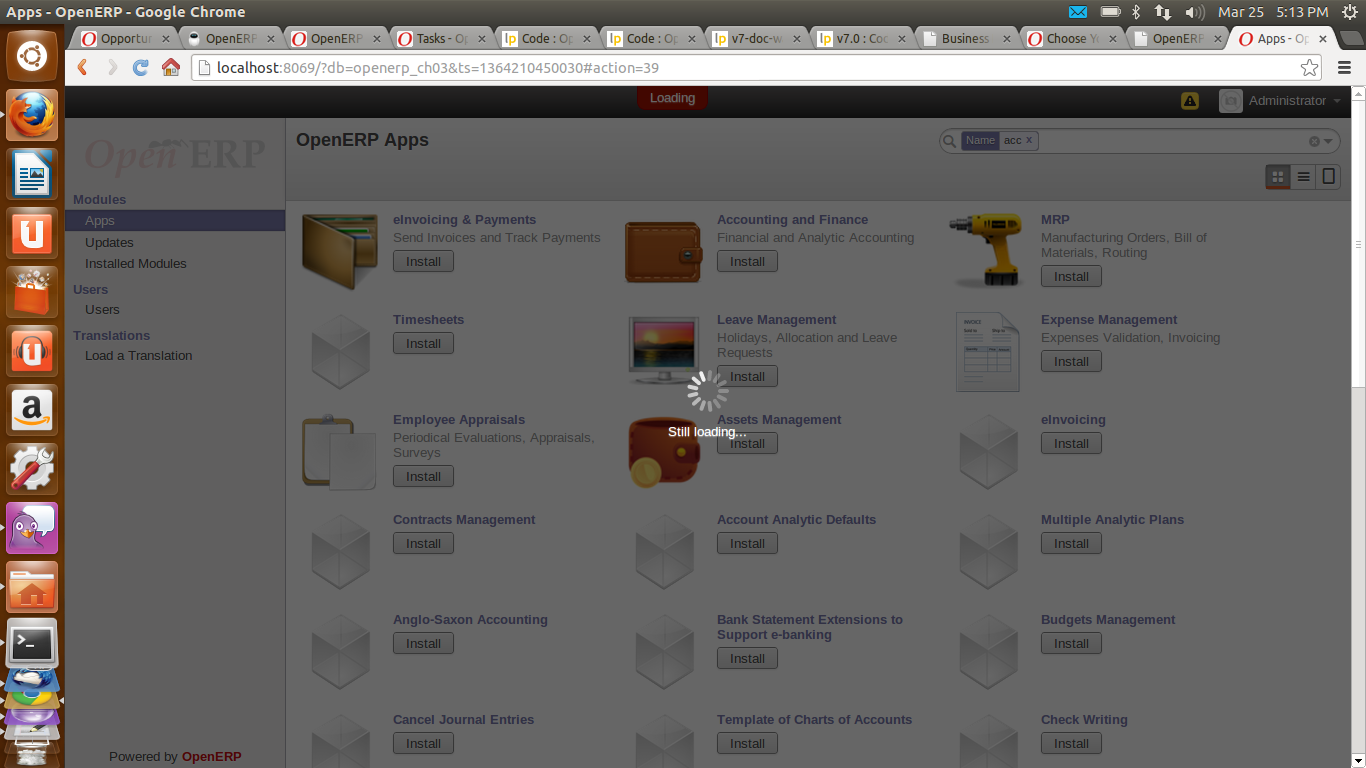 Apps - OpenERP - Google Chrome
Mar 25 5:13 PM
Opportun
OpenERP
OpenERP
Tasks - Op
Code : Op
Code : Op
v7-doc-w
v7.0 : Co
Business
Choose Y
OpenERP
Apps - Op
localhost:8069/?db=openerp_ch03&ts=1364210450030#action=39
Loading
Administrator
Open ERP
OpenERP Apps
Name acc x
Modules
Apps
Updates
Installed Modules
Users
Users
Translations
Load a Translation
eInvoicing & Payments
Send Invoices and Track Payments
Install
Accounting and Finance
Financial and Analytic Accounting
Install
MRP
Manufacturing Orders, Bill of
Materials, Routing
Install
Timesheets
Install
Leave Management
Holidays, Allocation and Leave
Requests
Install
Expense Management
Expenses Validation, Invoicing
Install
INVOICE
Employee Appraisals
Periodical Evaluations, Appraisals,
Surveys
Install
Assets Management
Install
Still loading...
eInvoicing
Install
Contracts Management
Install
Account Analytic Defaults
Install
Multiple Analytic Plans
Install
Anglo-Saxon Accounting
Install
Bank Statement Extensions to
Support e-banking
Install
Budgets Management
Install
Cancel Journal Entries
Install
Template of Charts of Accounts
Install
Check Writing
Install
Powered by OpenERP